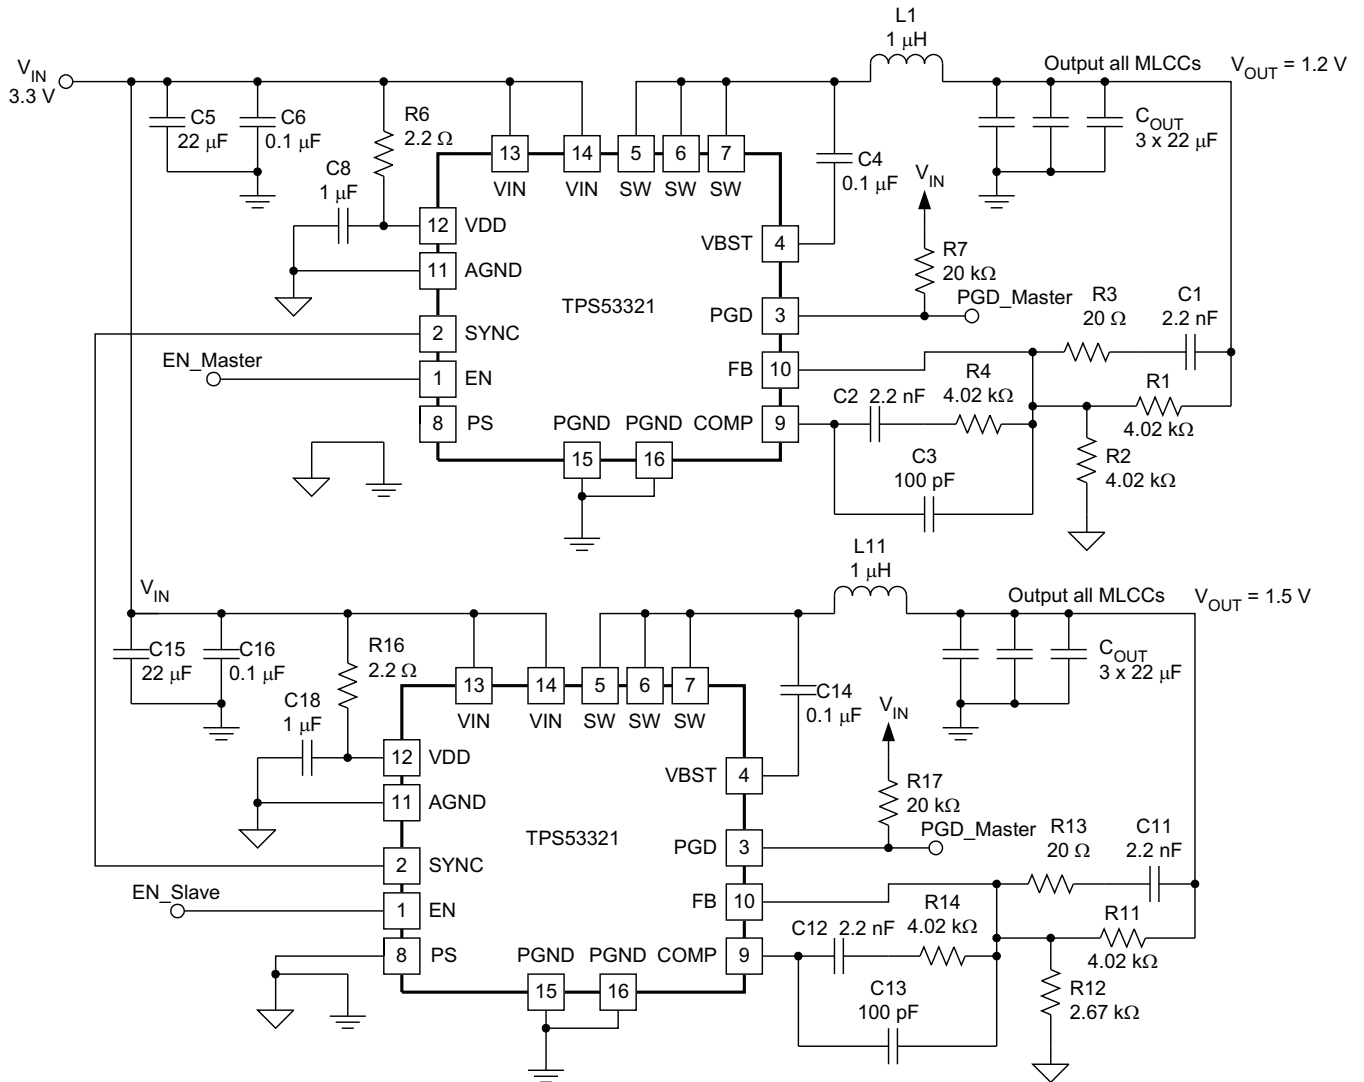 L1
1 μH
V_IN
3.3 V
Output all MLCCs
V_OUT = 1.2 V
C5
22 μF
C6
0.1 μF
R6
2.2 Ω
C_OUT
3 x 22 μF
13
14
5
6
7
VIN
VIN
SW
SW
SW
C4
0.1 μF
C8
1 μF
V_IN
12
VDD
VBST
4
R7
20 kΩ
11
AGND
TPS53321
PGD
3
PGD_Master
R3
20 Ω
C1
2.2 nF
2
SYNC
EN_Master
1
EN
FB
10
R4
4.02 kΩ
R1
4.02 kΩ
C2
2.2 nF
8
PS
PGND
PGND
COMP
9
15
16
C3
100 pF
R2
4.02 kΩ
L11
1 μH
V_IN
Output all MLCCs
V_OUT = 1.5 V
C15
22 μF
C16
0.1 μF
R16
2.2 Ω
C_OUT
3 x 22 μF
13
14
5
6
7
VIN
VIN
SW
SW
SW
C14
0.1 μF
C18
1 μF
V_IN
12
VDD
VBST
4
R17
20 kΩ
11
AGND
TPS53321
PGD
3
PGD_Master
R13
20 Ω
C11
2.2 nF
2
SYNC
EN_Slave
1
EN
FB
10
R14
4.02 kΩ
R11
4.02 kΩ
C12
2.2 nF
8
PS
PGND
PGND
COMP
9
15
16
C13
100 pF
R12
2.67 kΩ